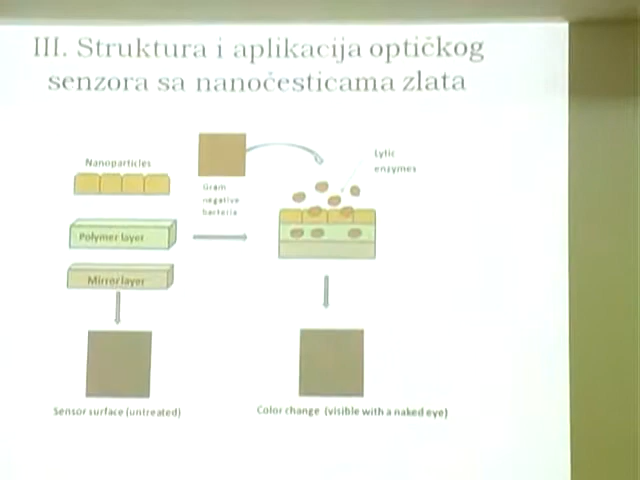 III. Struktura i aplikacija optičkog
senzora sa nanočesticama zlata
Nanoparticles
Polymer layer
Mirror layer
Gram
negative
bacteria
Lytic
enzymes
Sensor surface (untreated)
Color change (visible with a naked eye)